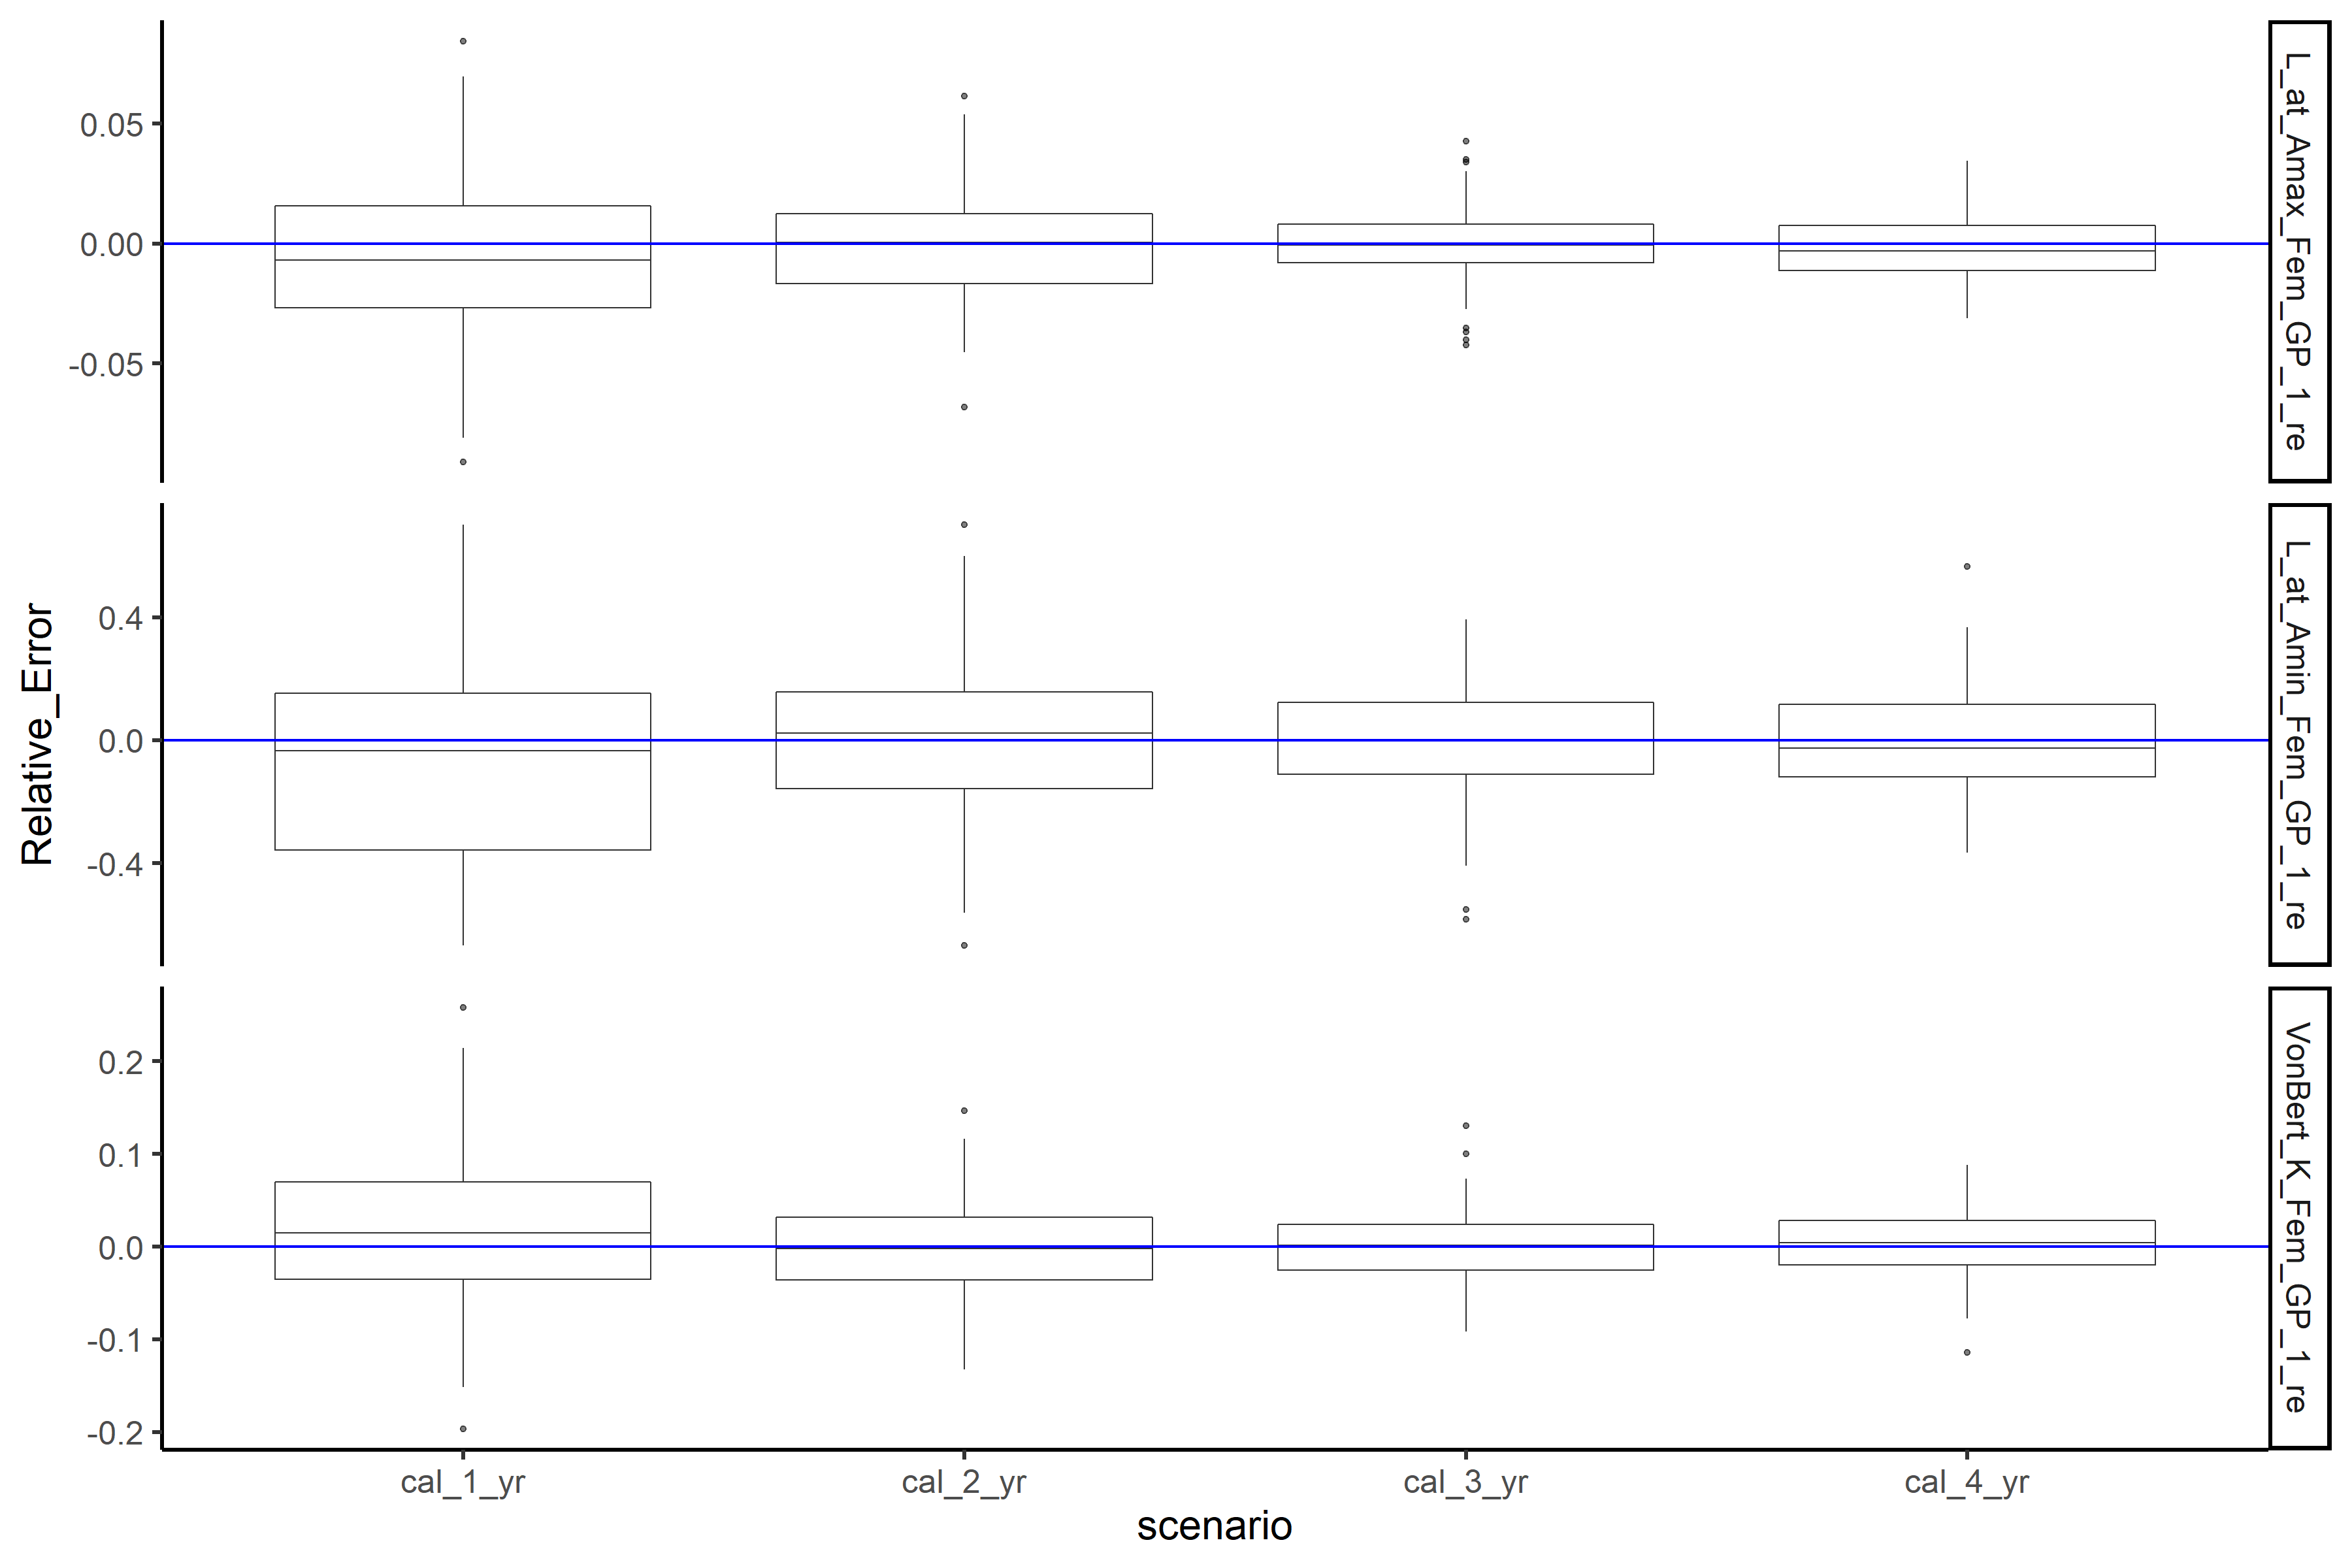 Relative_Error
0.05
0.00
-0.05
L_at_Amax_Fem_GP_1_re
0.4
0.0
-0.4
L_at_Amin_Fem_GP_1_re
0.2
0.1
0.0
-0.1
-0.2
VonBert_K_Fem_GP_1_re
cal_1_yr
cal_2_yr
cal_3_yr
cal_4_yr
scenario